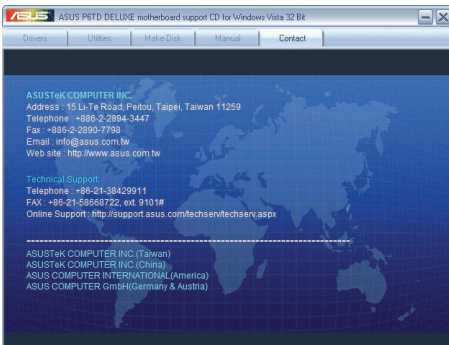 ASUS ASUS P6TD DELUXE motherboard support CD for Windows Vista 32 Bit
Drivers Utilities Make Disk Manual Contact
ASUSTeK COMPUTER INC.
Address : 15 Li-Te Road, Peitou, Taipei, Taiwan 11259
Telephone : +886-2-2894-3447
Fax : +886-2-2890-7798
Email : info@asus.com.tw
Web site : http://www.asus.com.tw
Technical Support:
Telephone : +86-21-38429911
FAX : +86-21-58668722, ext. 9101#
Online Support : http://support.asus.com/techserv/techserv.aspx
ASUSTeK COMPUTER INC.(Taiwan)
ASUSTeK COMPUTER INC.(China)
ASUS COMPUTER INTERNATIONAL(America)
ASUS COMPUTER GmbH(Germany & Austria)